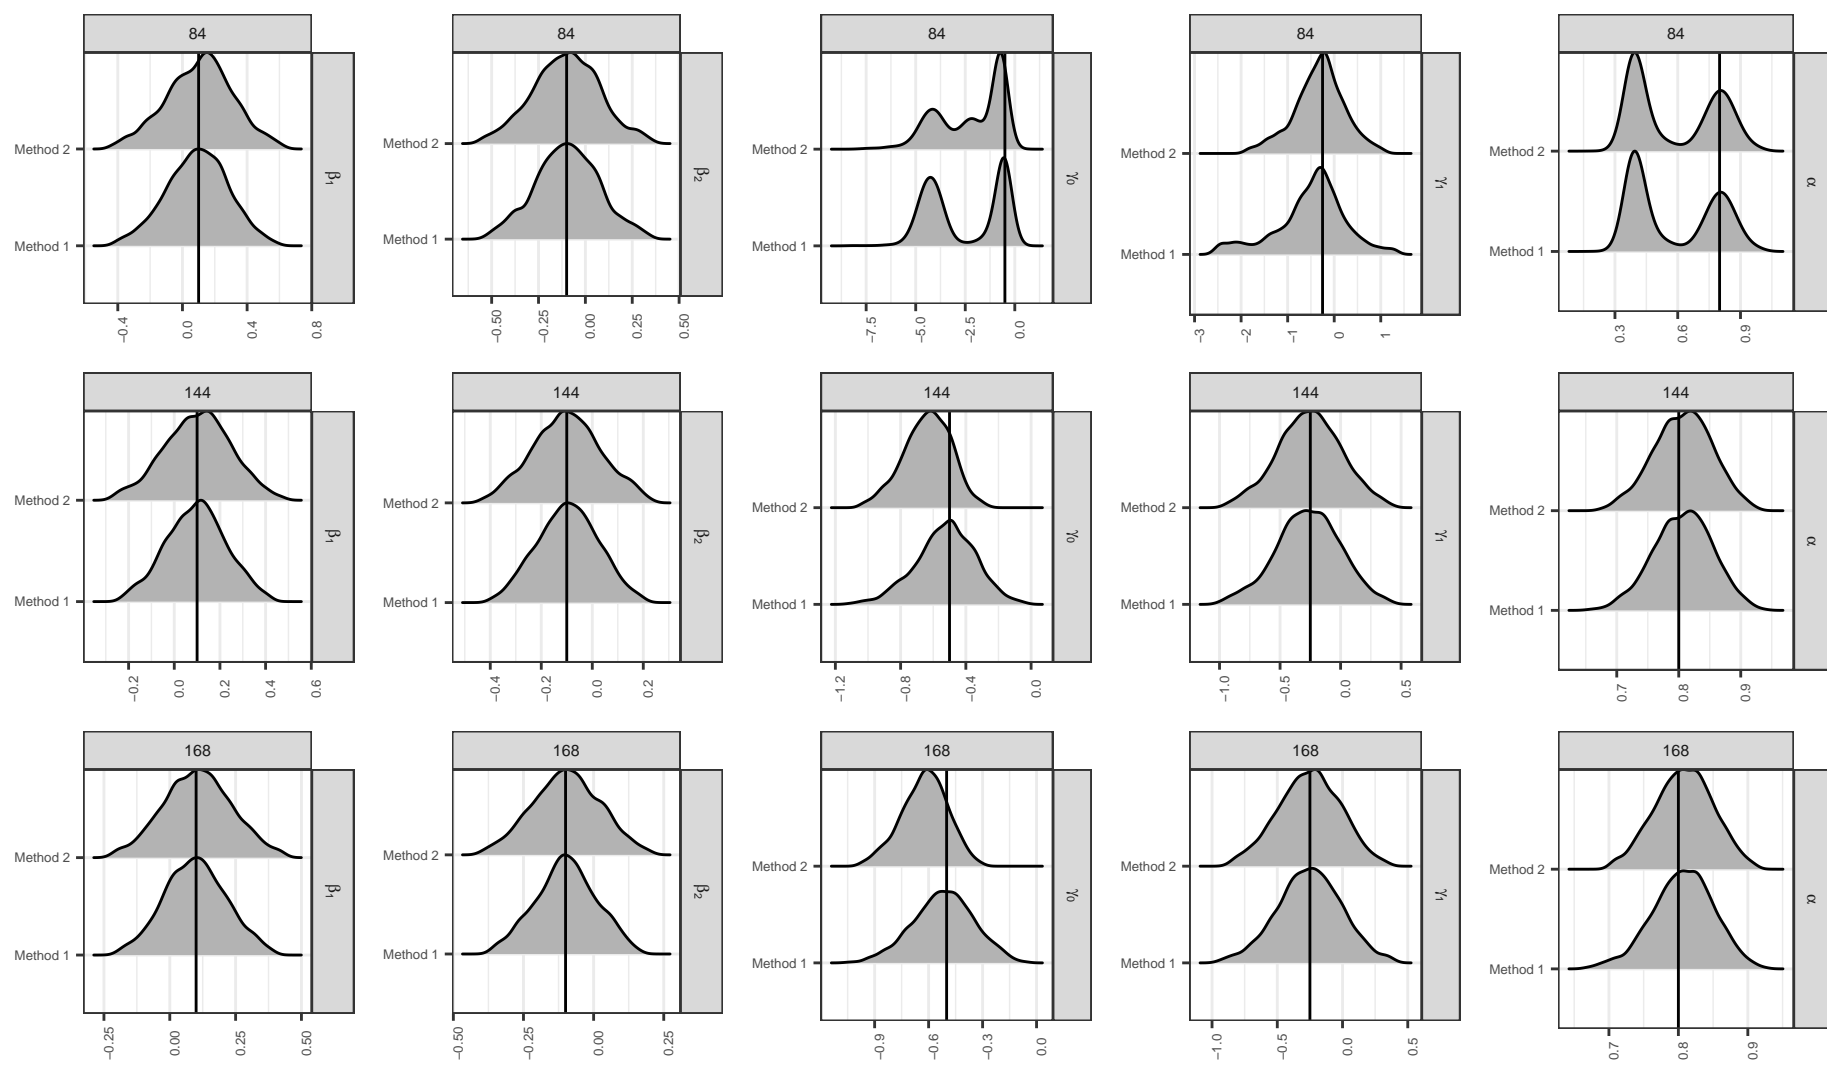 84
84
84
84
84
Method 2
Method 1
β1
Method 2
Method 1
β2
Method 2
Method 1
γ0
Method 2
Method 1
γ1
Method 2
Method 1
α
−0.4 0.0 0.4 0.8
−0.50 −0.25 0.00 0.25 0.50
−7.5 −5.0 −2.5 0.0
−3 −2 −1 0 1
0.3 0.6 0.9
144
144
144
144
144
Method 2
Method 1
β1
Method 2
Method 1
β2
Method 2
Method 1
γ0
Method 2
Method 1
γ1
Method 2
Method 1
α
−0.2 0.0 0.2 0.4 0.6
−0.4 −0.2 0.0 0.2
−1.2 −0.8 −0.4 0.0
−1.0 −0.5 0.0 0.5
0.7 0.8 0.9
168
168
168
168
168
Method 2
Method 1
β1
Method 2
Method 1
β2
Method 2
Method 1
γ0
Method 2
Method 1
γ1
Method 2
Method 1
α
−0.25 0.00 0.25 0.50
−0.50 −0.25 0.00 0.25
−0.9 −0.6 −0.3 0.0
−1.0 −0.5 0.0 0.5
0.7 0.8 0.9